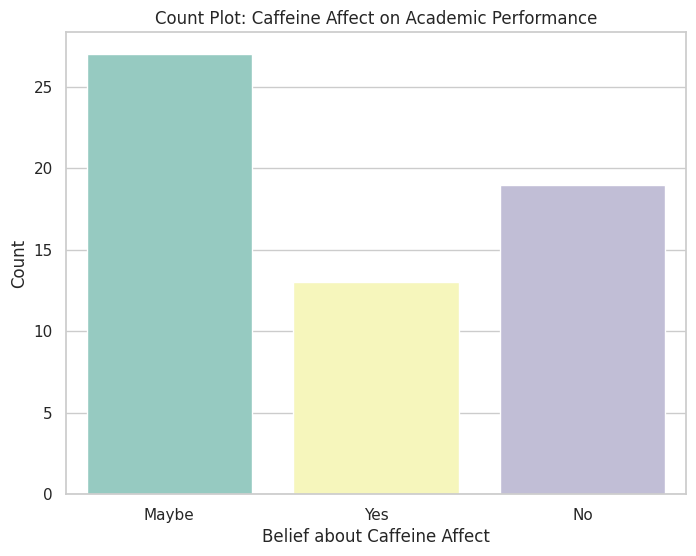 Count Plot: Caffeine Affect on Academic Performance
25
20
15
10
5
0
Count
Maybe
Yes
No
Belief about Caffeine Affect